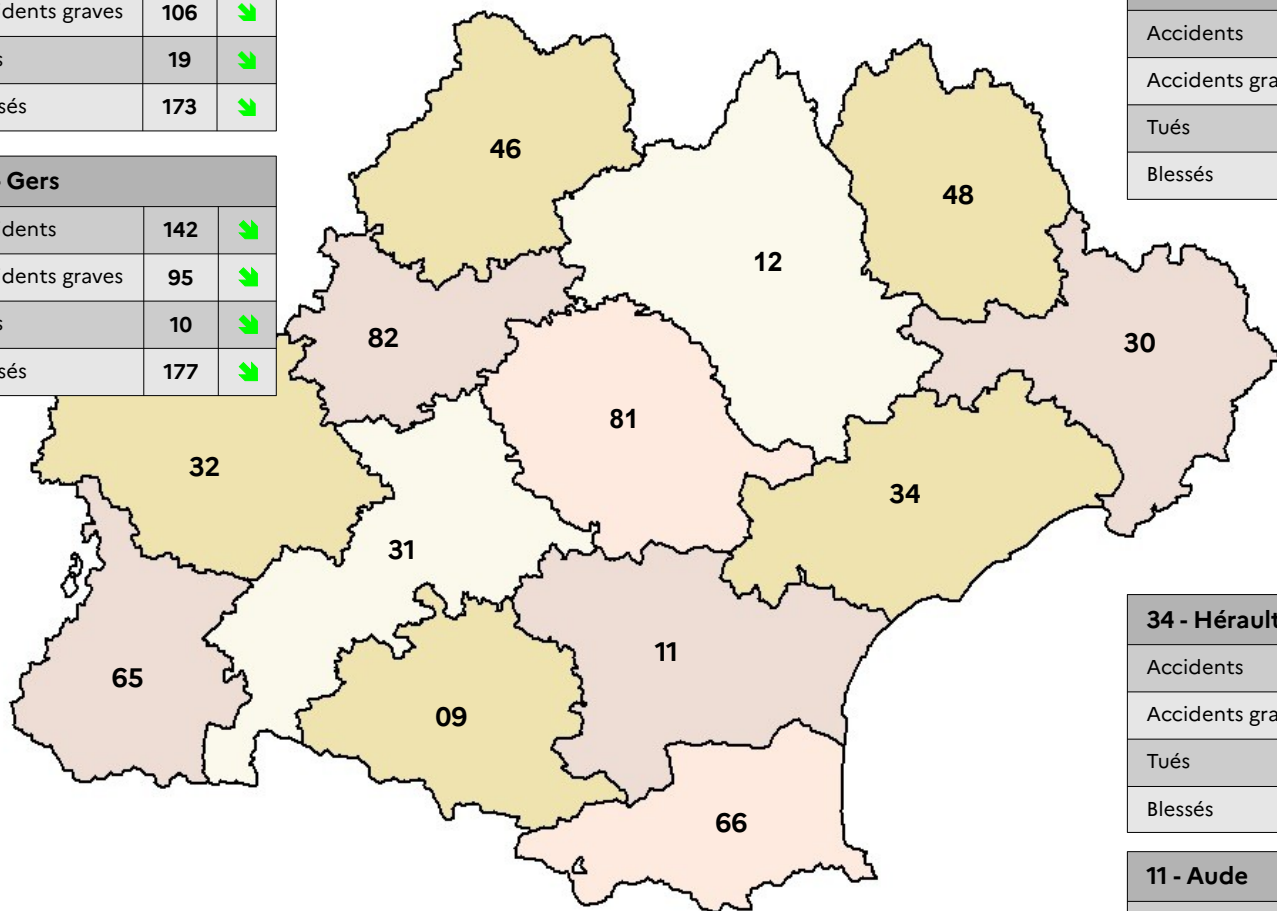 dents graves 106
19
sés 173
- Gers
dents 142
dents graves 95
10
sés 177
46
12
48
82
30
81
32
34
31
11
65
09
66
Accidents
Accidents gra
Tués
Blessés
34 - Hérault
Accidents
Accidents gra
Tués
Blessés
11 - Aude